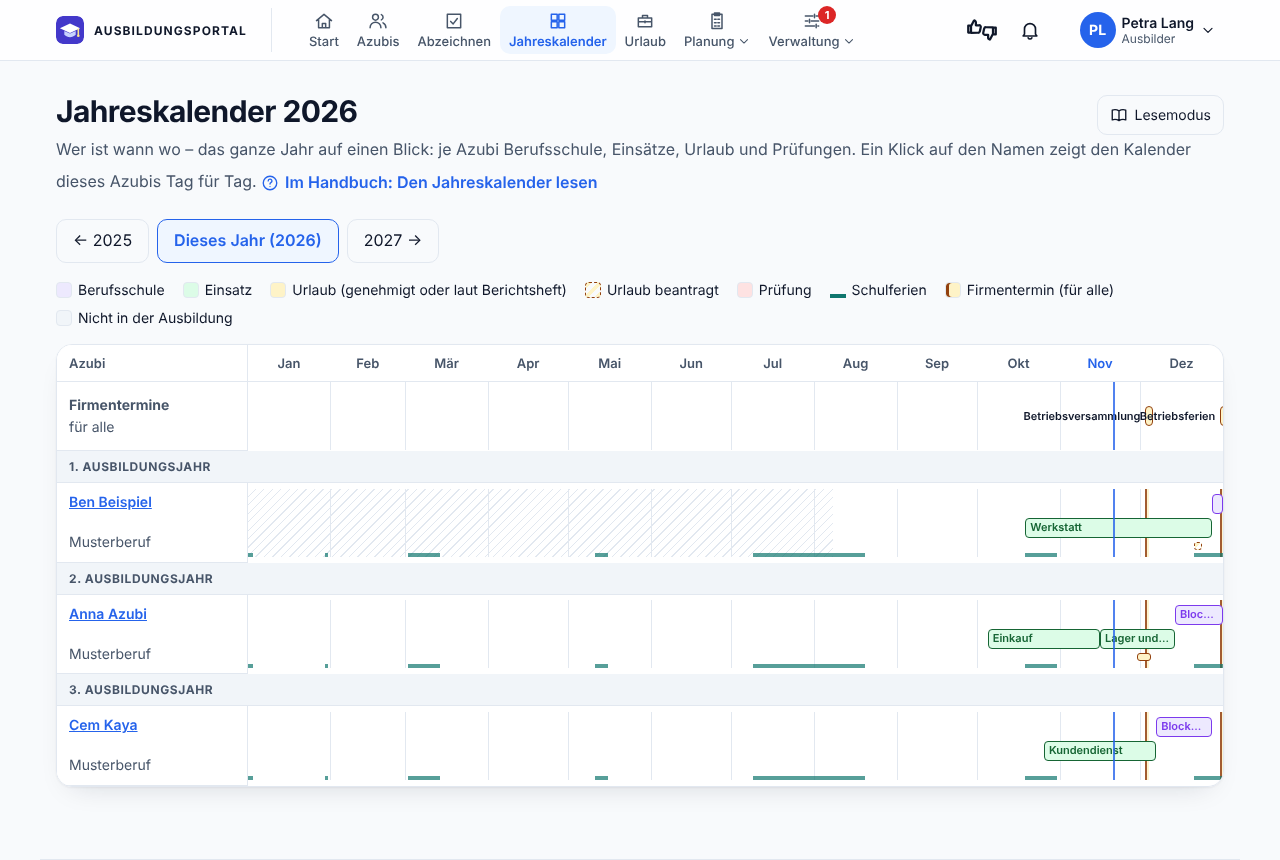 AUSBILDUNGSPORTAL
Start
Azubis
Abzeichnen
Jahreskalender
Urlaub
Planung
Verwaltung
1
PL
Petra Lang
Ausbilder
Jahreskalender 2026
Lesemodus
Wer ist wann wo – das ganze Jahr auf einen Blick: je Azubi Berufsschule, Einsätze, Urlaub und Prüfungen. Ein Klick auf den Namen zeigt den Kalender
dieses Azubis Tag für Tag. Im Handbuch: Den Jahreskalender lesen
← 2025
Dieses Jahr (2026)
2027 →
Berufsschule
Einsatz
Urlaub (genehmigt oder laut Berichtsheft)
Urlaub beantragt
Prüfung
Schulferien
Firmentermin (für alle)
Nicht in der Ausbildung
Azubi Jan Feb Mär Apr Mai Jun Jul Aug Sep Okt Nov Dez
Firmentermine
für alle
Betriebsversammlung
Betriebsferien
1. AUSBILDUNGSJAHR
Ben Beispiel
Werkstatt
Musterberuf
2. AUSBILDUNGSJAHR
Anna Azubi
Bloc…
Einkauf
Lager und…
Musterberuf
3. AUSBILDUNGSJAHR
Cem Kaya
Block…
Kundendienst
Musterberuf